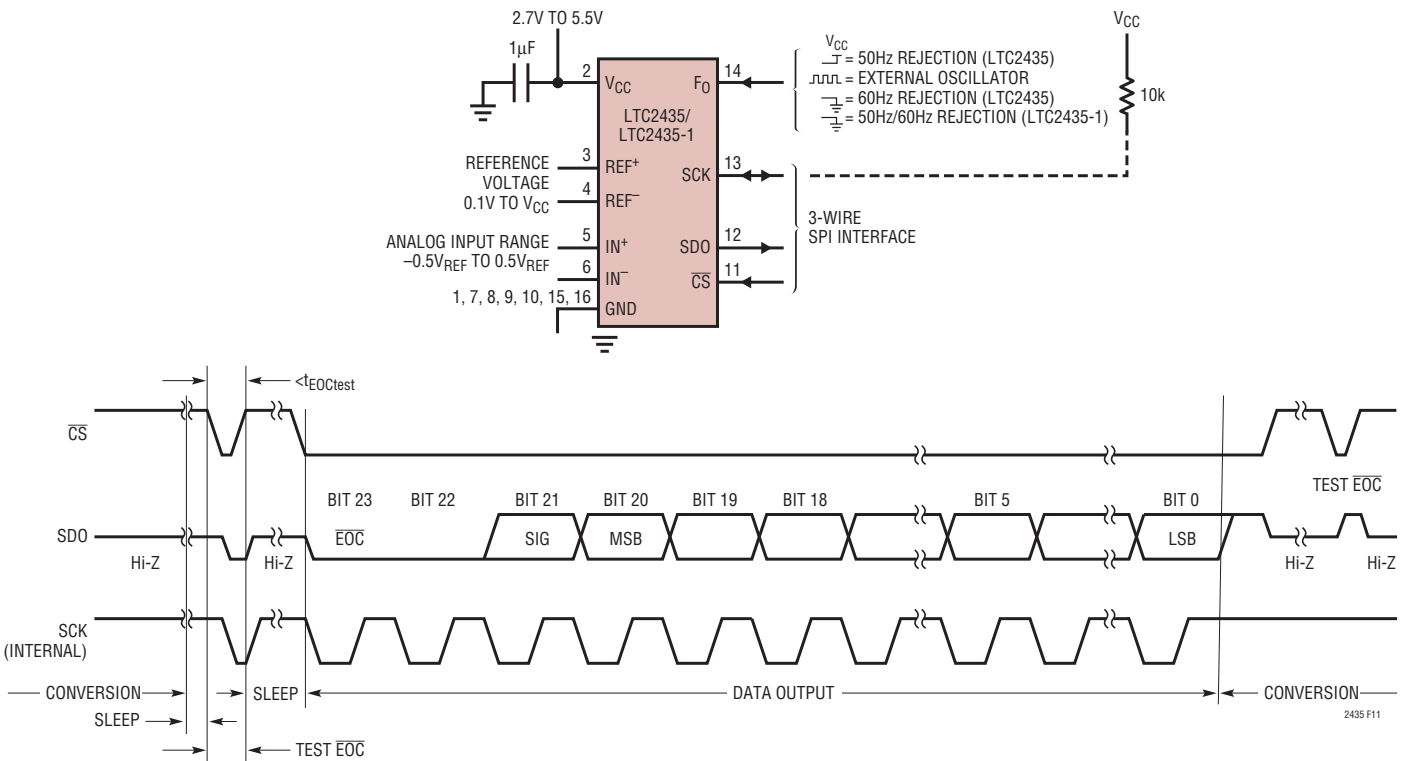 2.7V TO 5.5V
1µF
2
VCC
LTC2435/
LTC2435-1
FO
14
VCC
= 50Hz REJECTION (LTC2435)
= EXTERNAL OSCILLATOR
= 60Hz REJECTION (LTC2435)
= 50Hz/60Hz REJECTION (LTC2435-1)
VCC
10k
REFERENCE
VOLTAGE
0.1V TO VCC
3
REF+
4
REF–
SCK
13
3-WIRE
SPI INTERFACE
ANALOG INPUT RANGE
–0.5VREF TO 0.5VREF
5
IN+
6
IN–
SDO
12
CS
11
1, 7, 8, 9, 10, 15, 16
GND
<tEOCtest
CS
TEST EOC
BIT 23
BIT 22
BIT 21
BIT 20
BIT 19
BIT 18
BIT 5
BIT 0
SDO
EOC
SIG
MSB
LSB
Hi-Z
Hi-Z
Hi-Z
Hi-Z
SCK
(INTERNAL)
CONVERSION
SLEEP
DATA OUTPUT
CONVERSION
SLEEP
TEST EOC
2435 F11